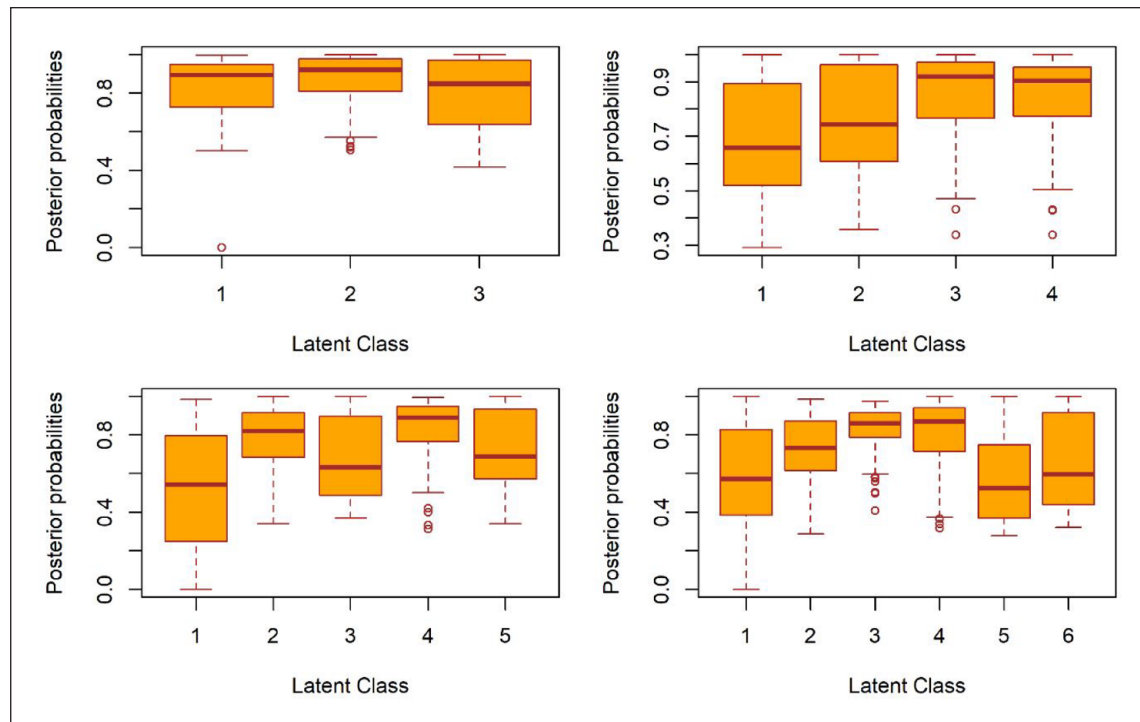 Posterior probabilities
0.0 0.4 0.8
1 2 3
Latent Class
Posterior probabilities
0.3 0.5 0.7 0.9
1 2 3 4
Latent Class
Posterior probabilities
0.0 0.4 0.8
1 2 3 4 5
Latent Class
Posterior probabilities
0.0 0.4 0.8
1 2 3 4 5 6
Latent Class